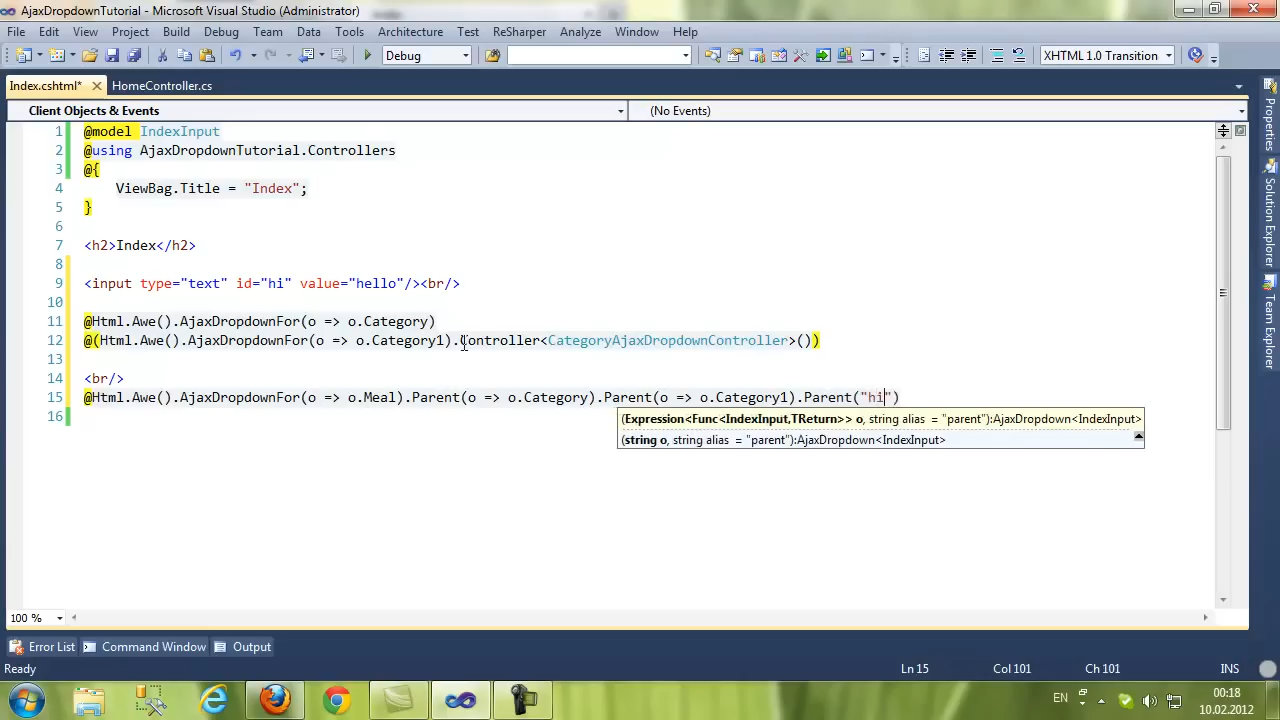 AjaxDropdownTutorial - Microsoft Visual Studio (Administrator)
File Edit View Project Build Debug Team Data Tools Architecture Test ReSharper Analyze Window Help
Debug XHTML 1.0 Transition
Index.cshtml* HomeController.cs
Client Objects & Events (No Events)
1 @model IndexInput
2 @using AjaxDropdownTutorial.Controllers
3 @{
4 ViewBag.Title = "Index";
5 }
6
7 <h2>Index</h2>
8
9 <input type="text" id="hi" value="hello"/><br/>
10
11 @Html.Awe().AjaxDropdownFor(o => o.Category)
12 @(Html.Awe().AjaxDropdownFor(o => o.Category1).Controller<CategoryAjaxDropdownController>())
13
14 <br/>
15 @Html.Awe().AjaxDropdownFor(o => o.Meal).Parent(o => o.Category).Parent(o => o.Category1).Parent("hi")
16
(Expression<Func<IndexInput,TReturn>> o, string alias = "parent"):AjaxDropdown<IndexInput>
(string o, string alias = "parent"):AjaxDropdown<IndexInput>
Properties
Solution Explorer
Team Explorer
100 %
Error List Command Window Output
Ready Ln 15 Col 101 Ch 101 INS
EN 00:18
10.02.2012